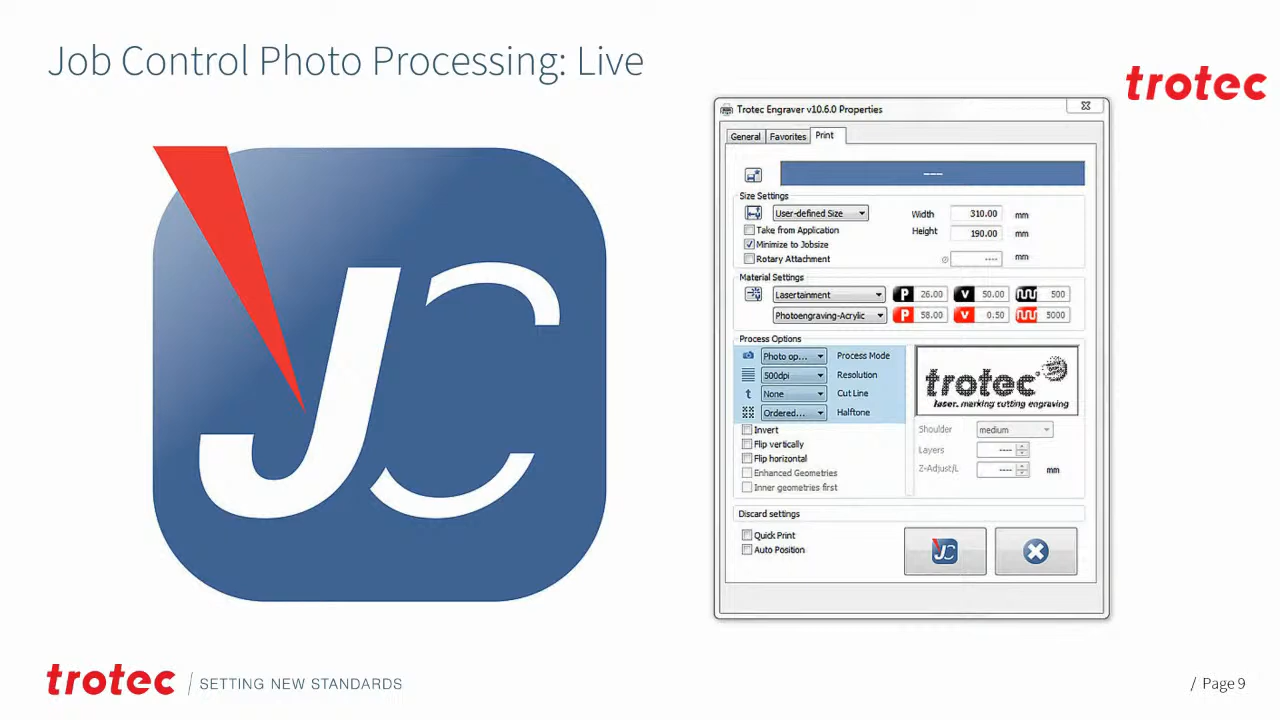 Job Control Photo Processing: Live
trotec
JC
Trotec Engraver v10.6.0 Properties
General Favorites Print
---
Size Settings
User-defined Size Width 310.00 mm
Take from Application Height 190.00 mm
Minimize to Jobsize
Rotary Attachment ---- mm
Material Settings
Lasertainment P 26.00 V 50.00 500
Photoengraving-Acrylic P 58.00 V 0.50 5000
Process Options
Photo op... Process Mode
500dpi Resolution
t None Cut Line
Ordered... Halftone
trotec
laser. marking cutting engraving
Invert Shoulder medium
Flip vertically Layers ----
Flip horizontal Z-Adjust/L ---- mm
Enhanced Geometries
Inner geometries first
Discard settings
Quick Print
Auto Position
JC
trotec / SETTING NEW STANDARDS
/ Page 9